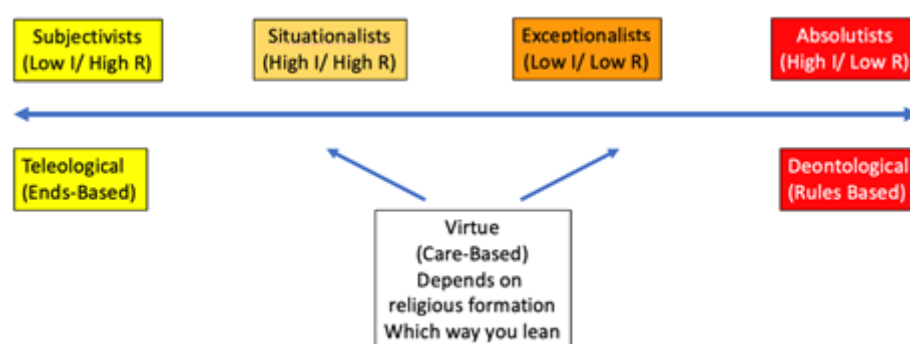 Subjectivists
(Low I/ High R)
Situationalists
(High I/ High R)
Exceptionalists
(Low I/ Low R)
Absolutists
(High I/ Low R)
Teleological
(Ends-Based)
Deontological
(Rules Based)
Virtue
(Care-Based)
Depends on
religious formation
Which way you lean